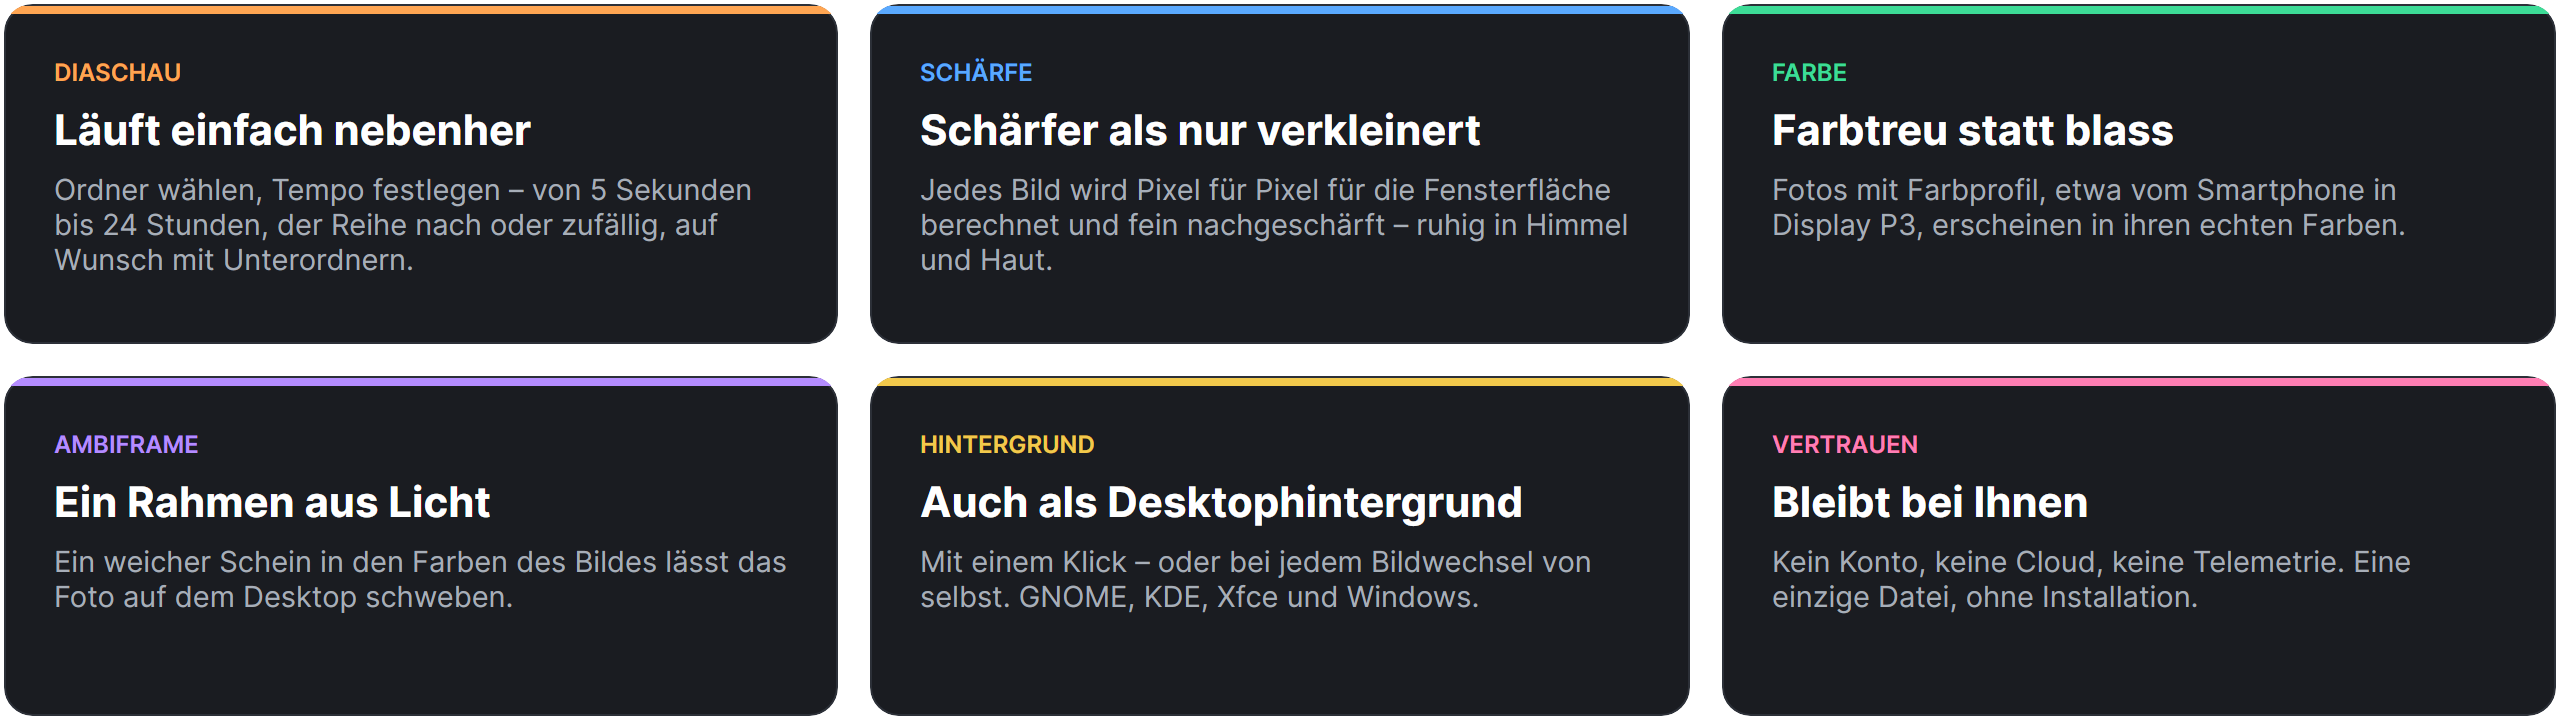 DIASCHAU
Läuft einfach nebenher
Ordner wählen, Tempo festlegen – von 5 Sekunden
bis 24 Stunden, der Reihe nach oder zufällig, auf
Wunsch mit Unterordnern.
SCHÄRFE
Schärfer als nur verkleinert
Jedes Bild wird Pixel für Pixel für die Fensterfläche
berechnet und fein nachgeschärft – ruhig in Himmel
und Haut.
FARBE
Farbtreu statt blass
Fotos mit Farbprofil, etwa vom Smartphone in
Display P3, erscheinen in ihren echten Farben.
AMBIFRAME
Ein Rahmen aus Licht
Ein weicher Schein in den Farben des Bildes lässt das
Foto auf dem Desktop schweben.
HINTERGRUND
Auch als Desktophintergrund
Mit einem Klick – oder bei jedem Bildwechsel von
selbst. GNOME, KDE, Xfce und Windows.
VERTRAUEN
Bleibt bei Ihnen
Kein Konto, keine Cloud, keine Telemetrie. Eine
einzige Datei, ohne Installation.